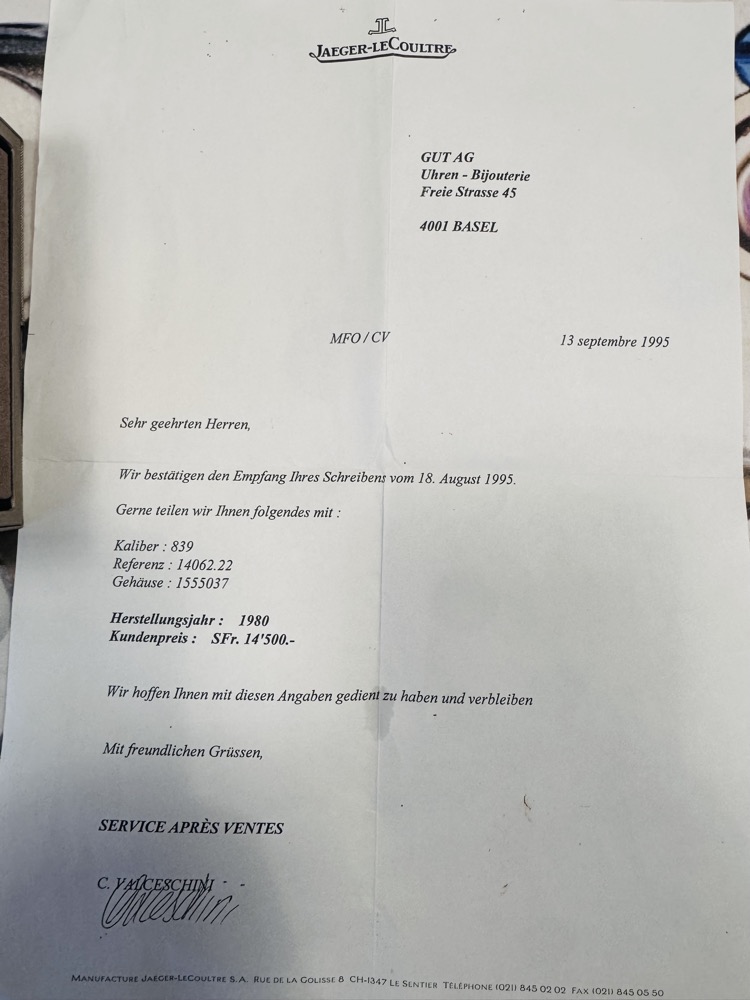 JL
JAEGER-LECOULTRE
GUT AG
Uhren - Bijouterie
Freie Strasse 45
4001 BASEL
MFO / CV
13 septembre 1995
Sehr geehrten Herren,
Wir bestätigen den Empfang Ihres Schreibens vom 18. August 1995.
Gerne teilen wir Ihnen folgendes mit :
Kaliber : 839
Referenz : 14062.22
Gehäuse : 1555037
Herstellungsjahr : 1980
Kundenpreis : SFr. 14'500.-
Wir hoffen Ihnen mit diesen Angaben gedient zu haben und verbleiben
Mit freundlichen Grüssen,
SERVICE APRÈS VENTES
C. VALCESCHINI
Valceschini
MANUFACTURE JAEGER-LECOULTRE S.A. RUE DE LA GOLISSE 8 CH-1347 LE SENTIER TÉLÉPHONE (021) 845 02 02 FAX (021) 845 05 50